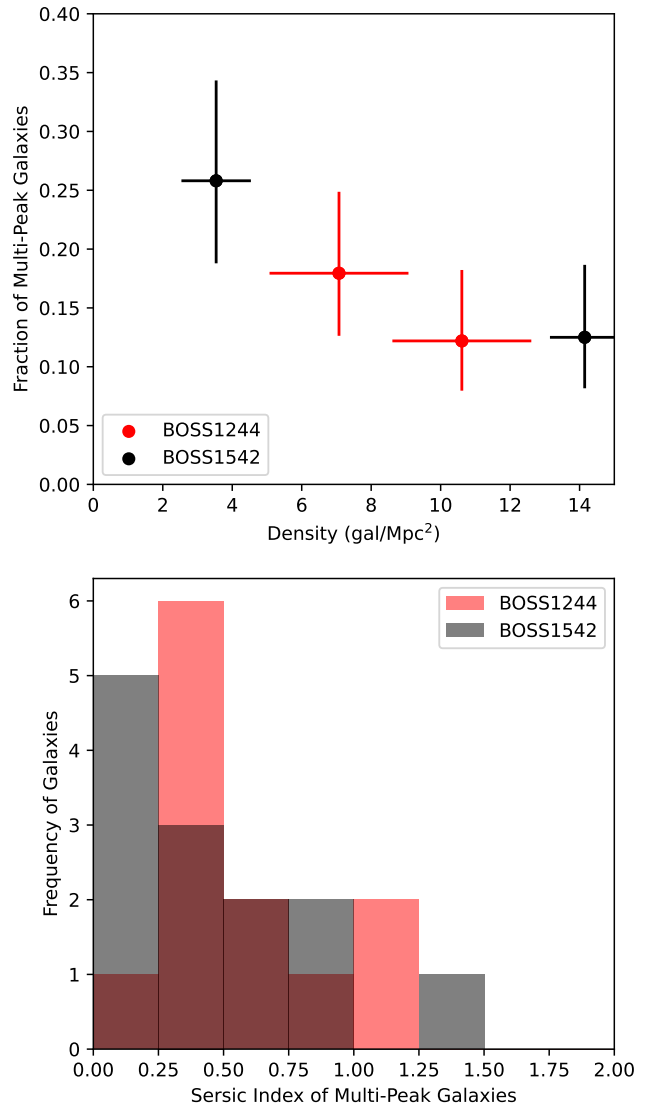 0.40
0.35
0.30
0.25
0.20
0.15
0.10
0.05
0.00
Fraction of Multi-Peak Galaxies
BOSS1244
BOSS1542
0 2 4 6 8 10 12 14
Density (gal/Mpc²)
6
5
4
3
2
1
0
Frequency of Galaxies
BOSS1244
BOSS1542
0.00 0.25 0.50 0.75 1.00 1.25 1.50 1.75 2.00
Sersic Index of Multi-Peak Galaxies